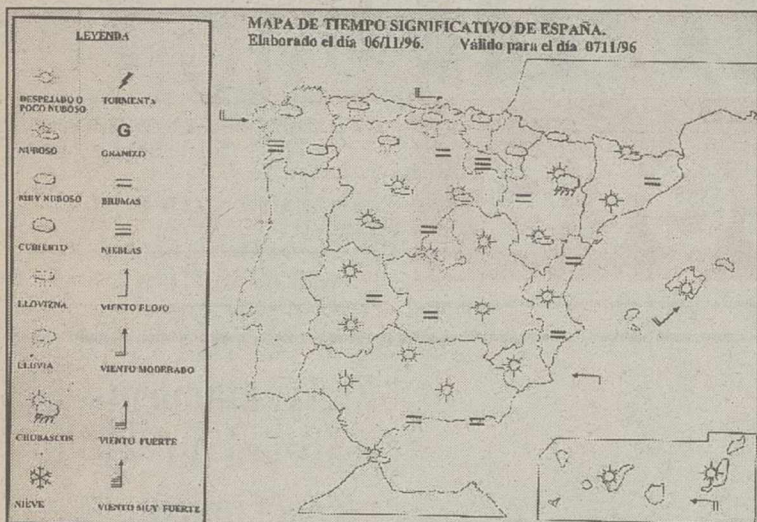 MAPA DE TIEMPO SIGNIFICATIVO DE ESPAÑA.
Elaborado el día 06/11/96. Válido para el día 0711/96
LEYENDA
DESPEJADO O
POCO NUBOSO
TORMENTA
NUBOSO
G
GRANIZO
MUY NUBOSO
BRUMAS
CUBIERTO
NIEBLAS
LLOVIZNA
VIENTO FLOJO
LLUVIA
VIENTO MODERADO
CHUBASCOS
VIENTO FUERTE
NIEVE
VIENTO MUY FUERTE